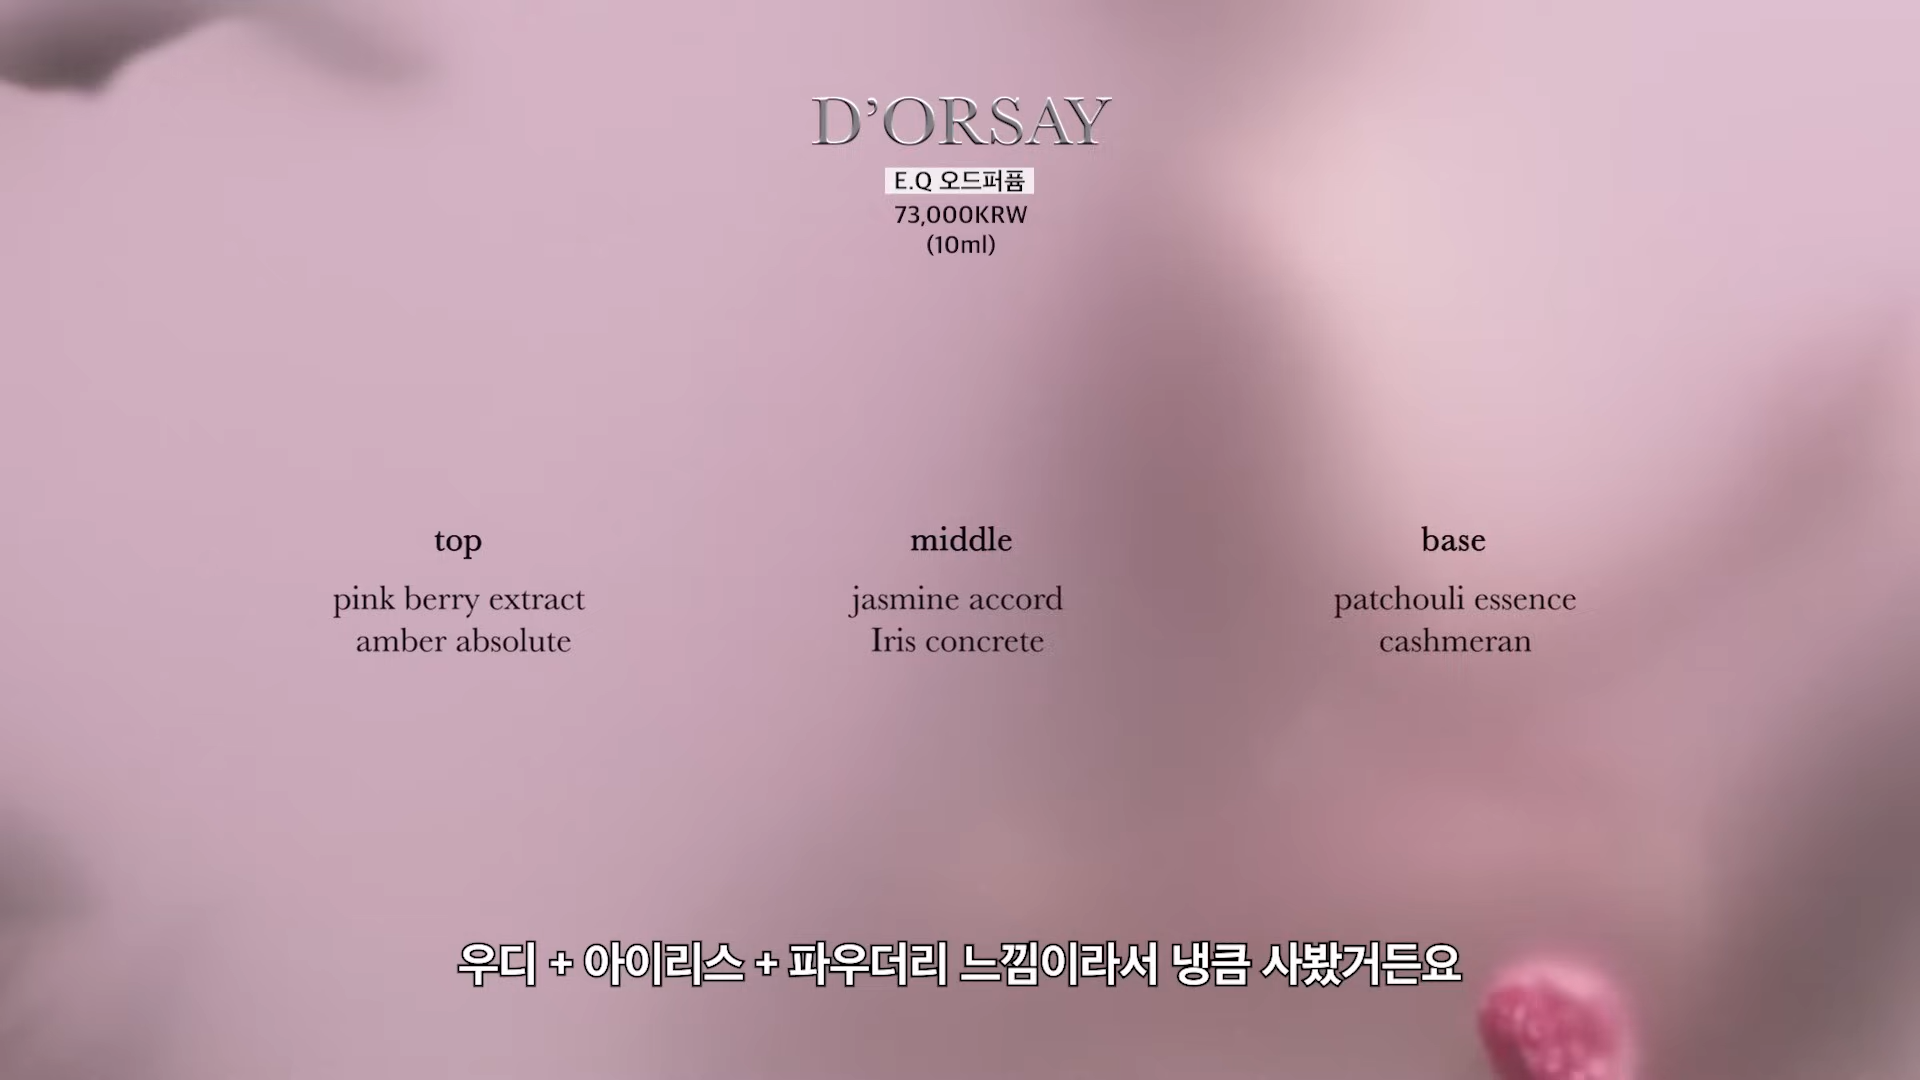 D'ORSAY
E.Q 오드퍼퓸
73,000KRW
(10ml)
top
pink berry extract
amber absolute
middle
jasmine accord
Iris concrete
base
patchouli essence
cashmeran
우디 + 아이리스 + 파우더리 느낌이라서 냉큼 사봤거든요